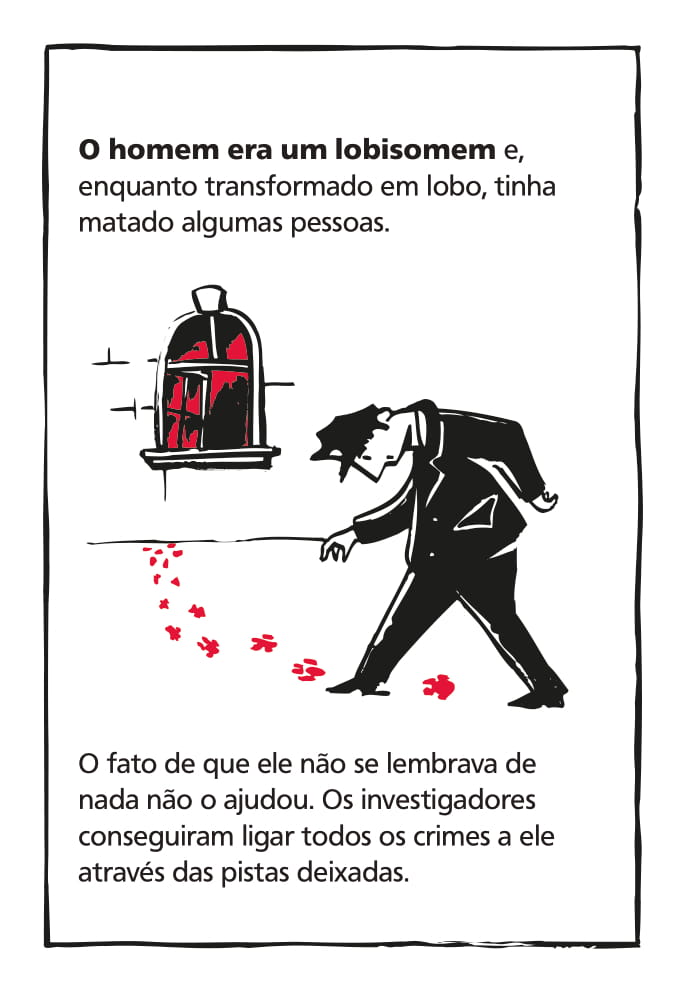 O homem era um lobisomem e,
enquanto transformado em lobo, tinha
matado algumas pessoas.
O fato de que ele não se lembrava de
nada não o ajudou. Os investigadores
conseguiram ligar todos os crimes a ele
através das pistas deixadas.